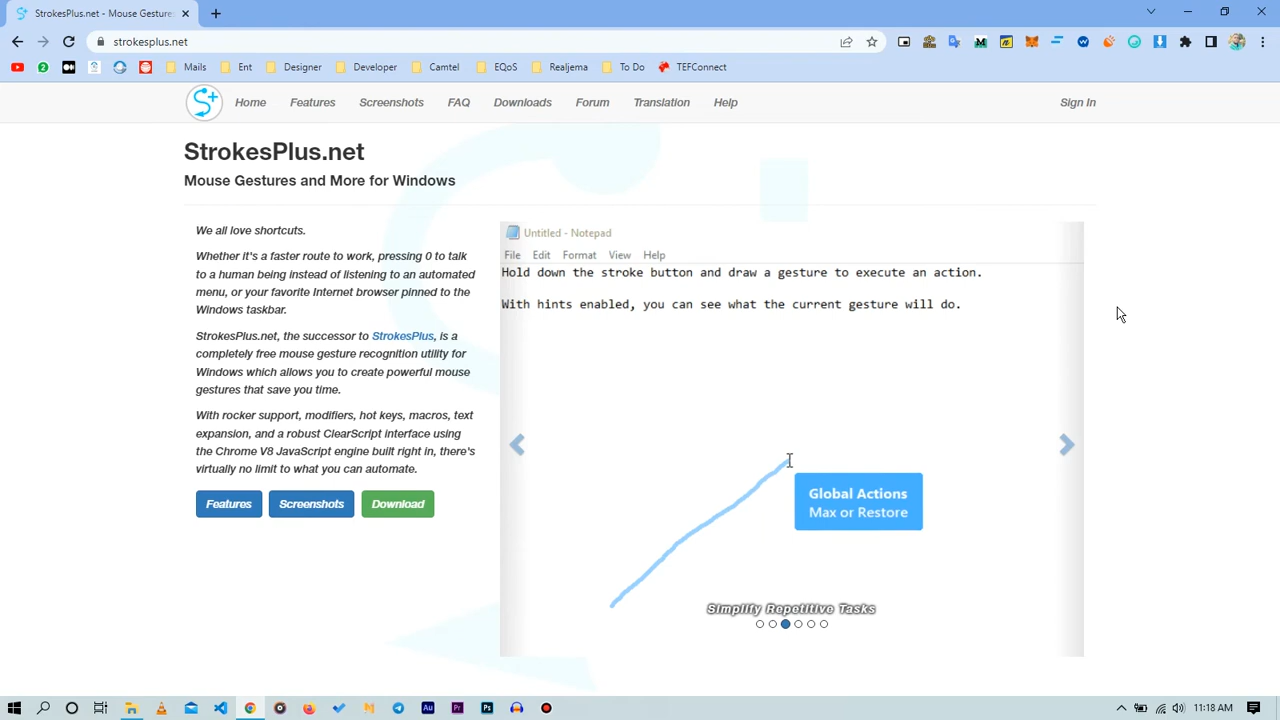 StrokesPlus.net - Mouse Gestures
strokesplus.net
Mails
Ent
Designer
Developer
Camtel
EQoS
Realjema
To Do
TEFConnect
S+
Home
Features
Screenshots
FAQ
Downloads
Forum
Translation
Help
Sign In
StrokesPlus.net
Mouse Gestures and More for Windows
We all love shortcuts.
Whether it's a faster route to work, pressing 0 to talk
to a human being instead of listening to an automated
menu, or your favorite Internet browser pinned to the
Windows taskbar.
StrokesPlus.net, the successor to StrokesPlus, is a
completely free mouse gesture recognition utility for
Windows which allows you to create powerful mouse
gestures that save you time.
With rocker support, modifiers, hot keys, macros, text
expansion, and a robust ClearScript interface using
the Chrome V8 JavaScript engine built right in, there's
virtually no limit to what you can automate.
Features
Screenshots
Download
Untitled - Notepad
File
Edit
Format
View
Help
Hold down the stroke button and draw a gesture to execute an action.
With hints enabled, you can see what the current gesture will do.
Global Actions
Max or Restore
Simplify Repetitive Tasks
Au
Pr
Ps
11:18 AM